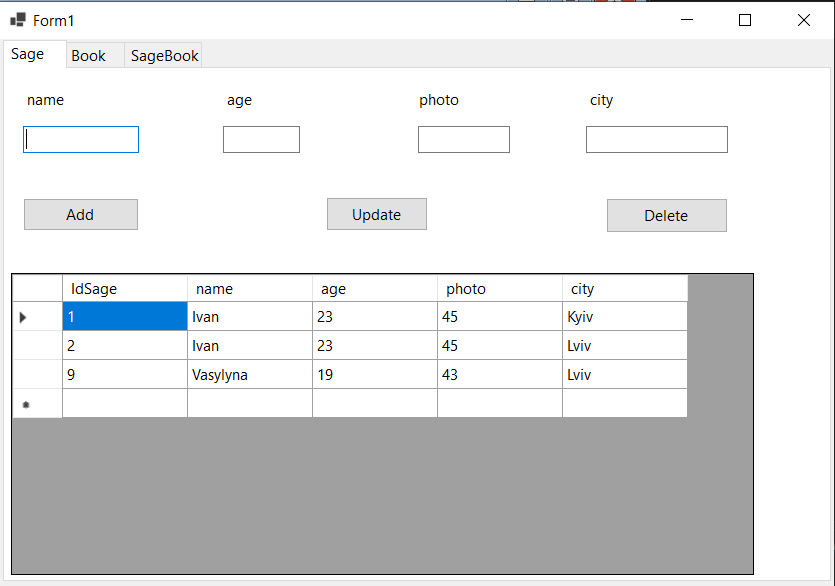 Form1
Sage Book SageBook
name age photo city
Add Update Delete
IdSage name age photo city
1 Ivan 23 45 Kyiv
2 Ivan 23 45 Lviv
9 Vasylyna 19 43 Lviv